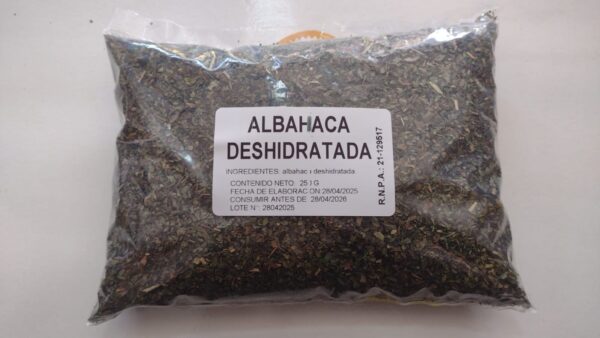 ALBAHACA
DESHIDRATADA
INGREDIENTES: albahaca deshidratada
CONTENIDO NETO: 250 G
FECHA DE ELABORACION:28/04/2025
CONSUMIR ANTES DE: 28/04/2026
LOTE N°: 28042025
R.N.P.A.: 21-129517